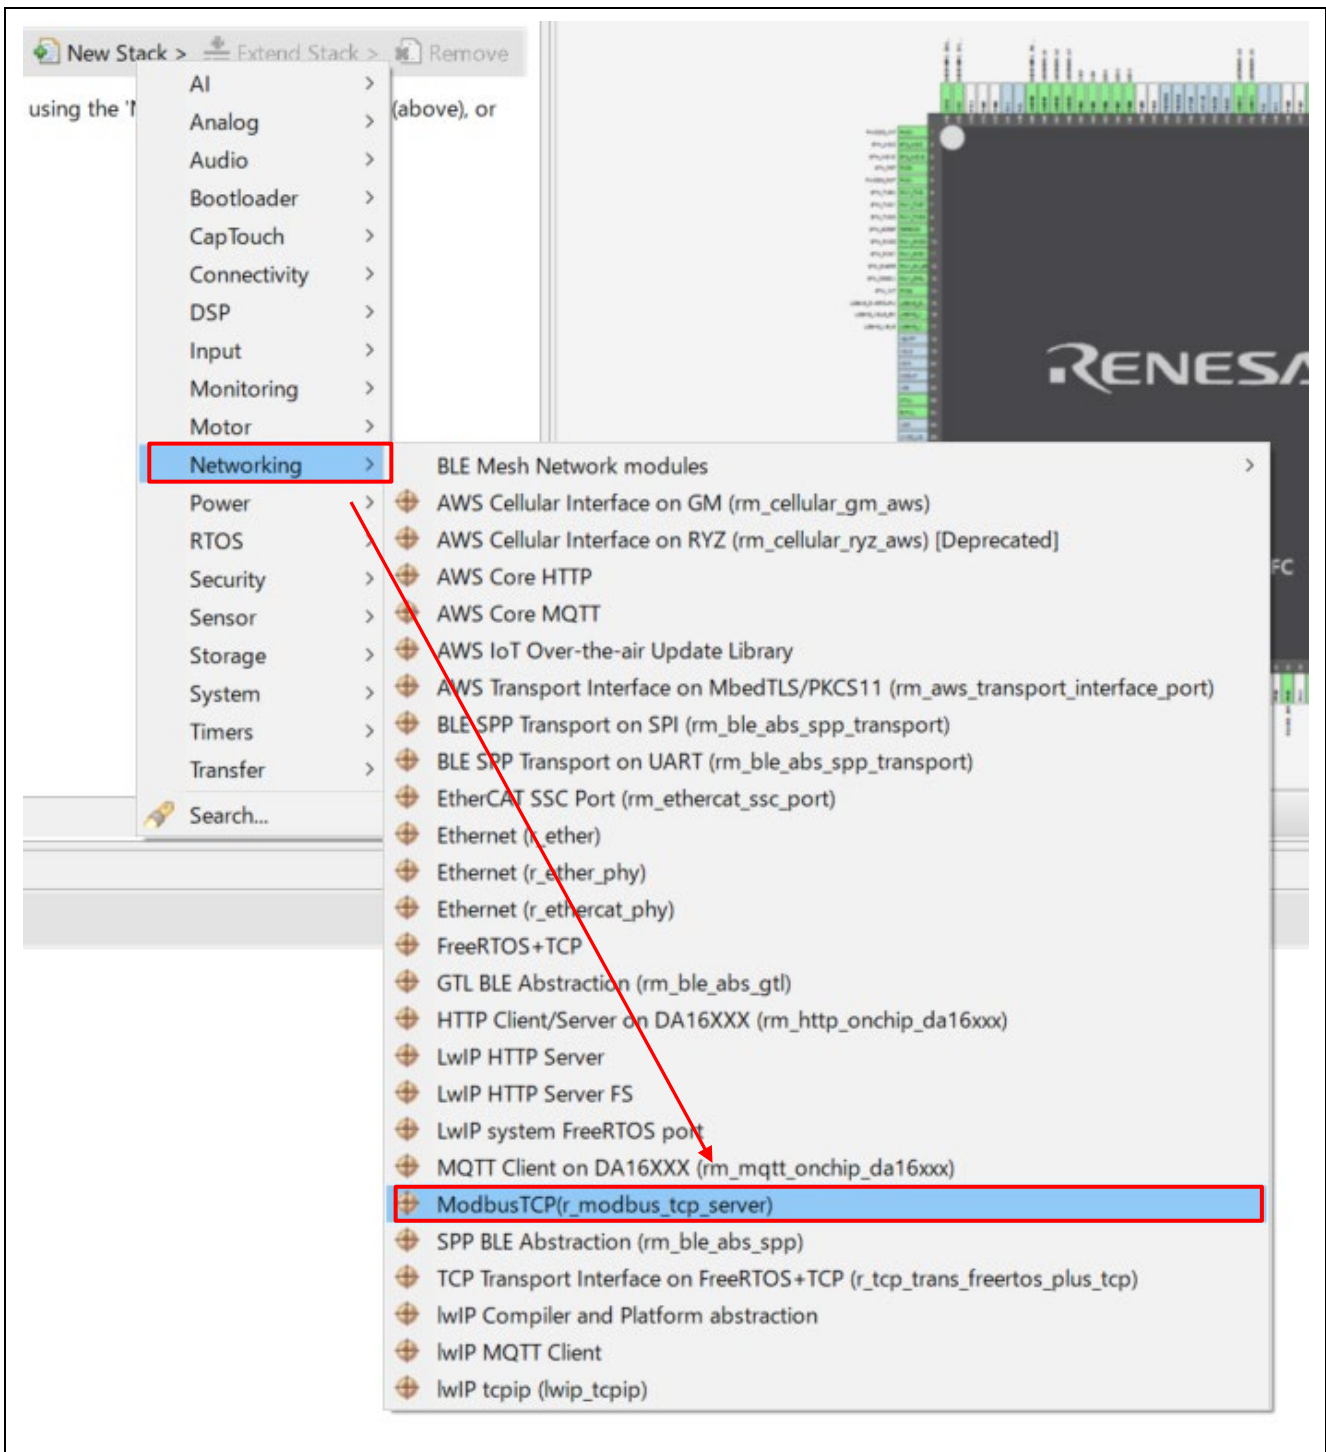 New Stack > Extend Stack > Remove
using the 'N (above), or
AI
Analog
Audio
Bootloader
CapTouch
Connectivity
DSP
Input
Monitoring
Motor
Networking
Power
RTOS
Security
Sensor
Storage
System
Timers
Transfer
Search...
BLE Mesh Network modules
AWS Cellular Interface on GM (rm_cellular_gm_aws)
AWS Cellular Interface on RYZ (rm_cellular_ryz_aws) [Deprecated]
AWS Core HTTP
AWS Core MQTT
AWS IoT Over-the-air Update Library
AWS Transport Interface on MbedTLS/PKCS11 (rm_aws_transport_interface_port)
BLE SPP Transport on SPI (rm_ble_abs_spp_transport)
BLE SPP Transport on UART (rm_ble_abs_spp_transport)
EtherCAT SSC Port (rm_ethercat_ssc_port)
Ethernet (r_ether)
Ethernet (r_ether_phy)
Ethernet (r_ethercat_phy)
FreeRTOS+TCP
GTL BLE Abstraction (rm_ble_abs_gtl)
HTTP Client/Server on DA16XXX (rm_http_onchip_da16xxx)
LwIP HTTP Server
LwIP HTTP Server FS
LwIP system FreeRTOS port
MQTT Client on DA16XXX (rm_mqtt_onchip_da16xxx)
ModbusTCP(r_modbus_tcp_server)
SPP BLE Abstraction (rm_ble_abs_spp)
TCP Transport Interface on FreeRTOS+TCP (r_tcp_trans_freertos_plus_tcp)
lwIP Compiler and Platform abstraction
lwIP MQTT Client
lwIP tcpip (lwip_tcpip)
RENESA
FC